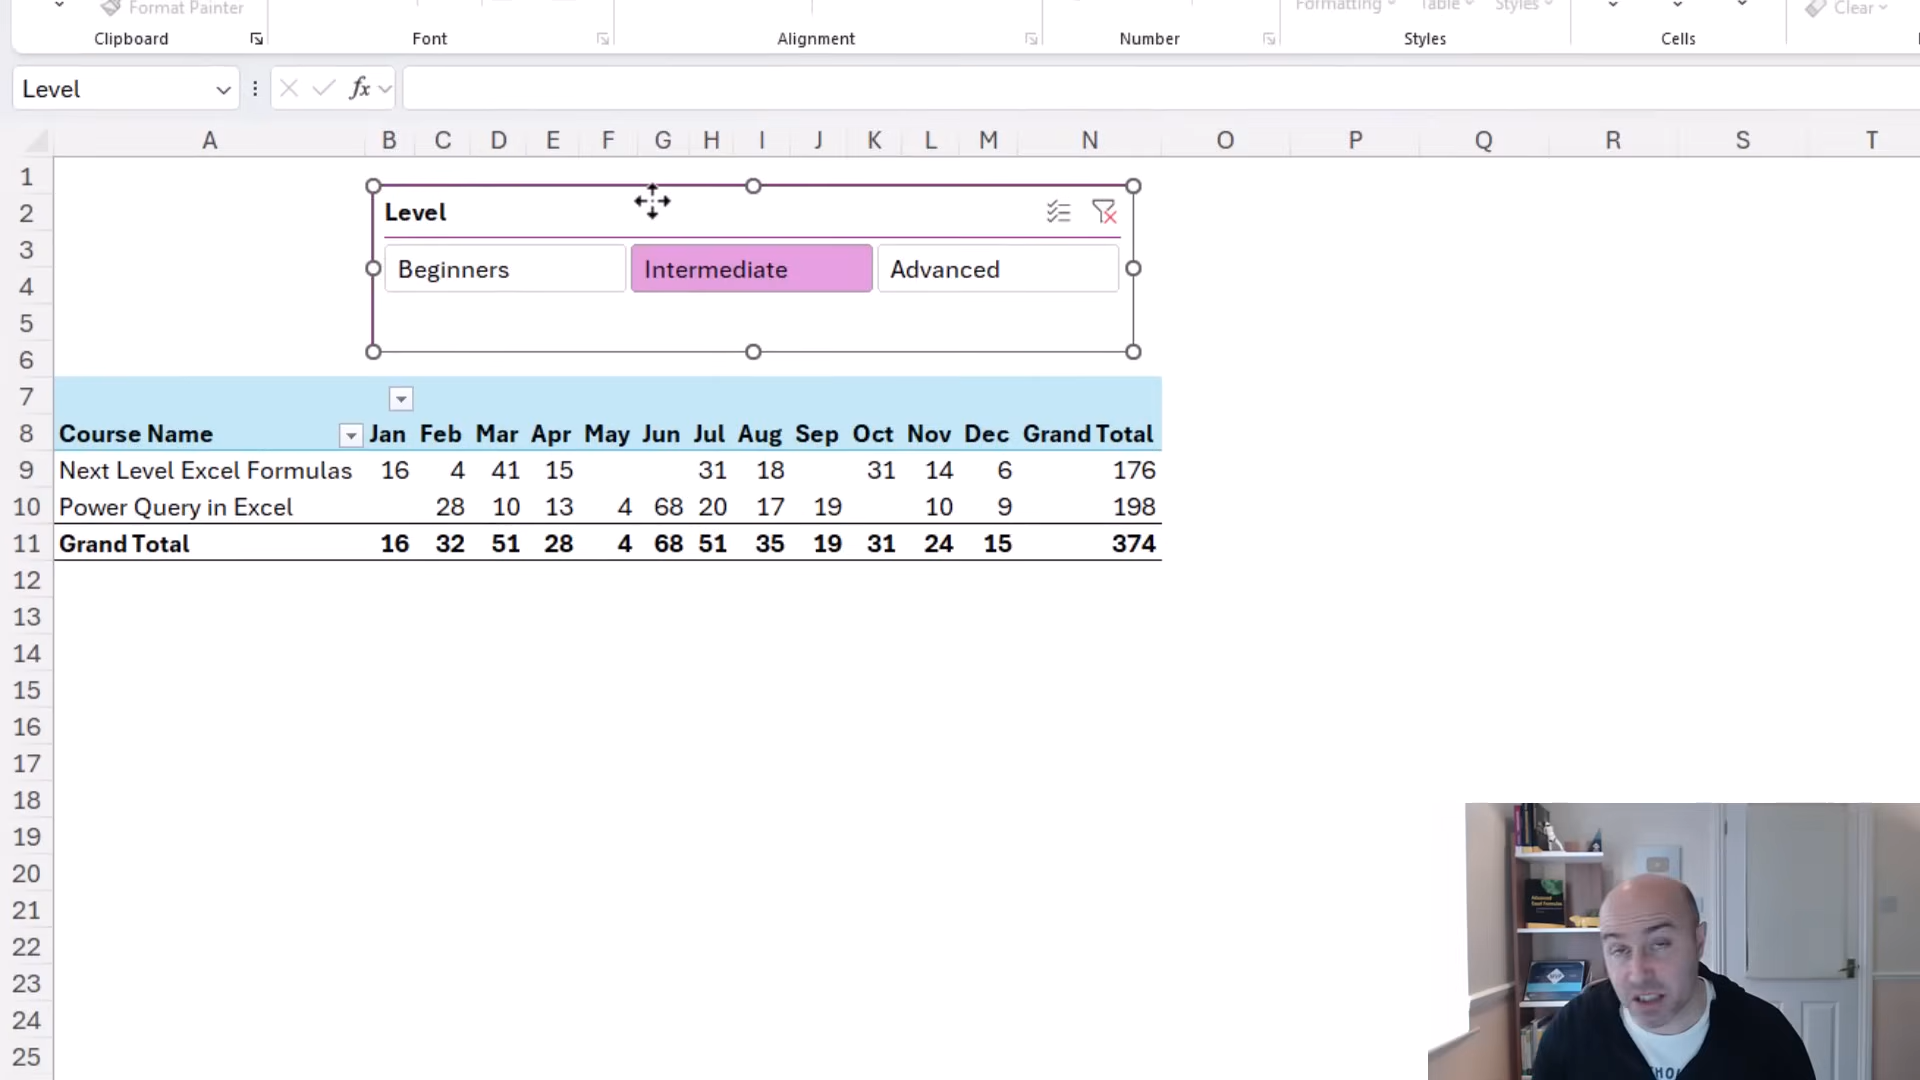 Format Painter
Formatting Table Styles Clear
Clipboard Font Alignment Number Styles Cells
Level fx
A B C D E F G H I J K L M N O P Q R S T
1
2 Level
3
4 Beginners Intermediate Advanced
5
6
7
8 Course Name Jan Feb Mar Apr May Jun Jul Aug Sep Oct Nov Dec Grand Total
9 Next Level Excel Formulas 16 4 41 15 31 18 31 14 6 176
10 Power Query in Excel 28 10 13 4 68 20 17 19 10 9 198
11 Grand Total 16 32 51 28 4 68 51 35 19 31 24 15 374
12
13
14
15
16
17
18
19
20
21
22
23
24
25
Advanced
Excel Formulas